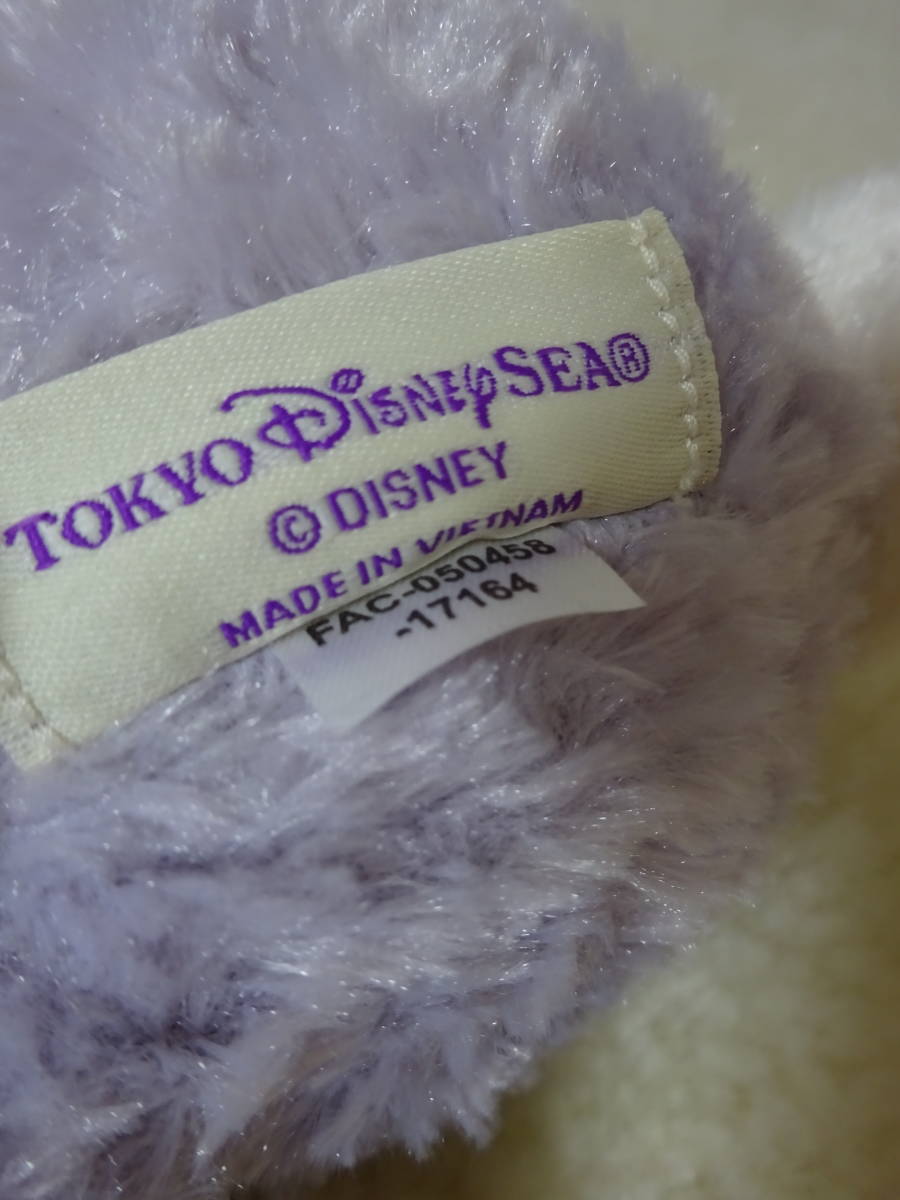 TOKYO DISNEYSEA®
© DISNEY
MADE IN VIETNAM
FAC-050458
-17164